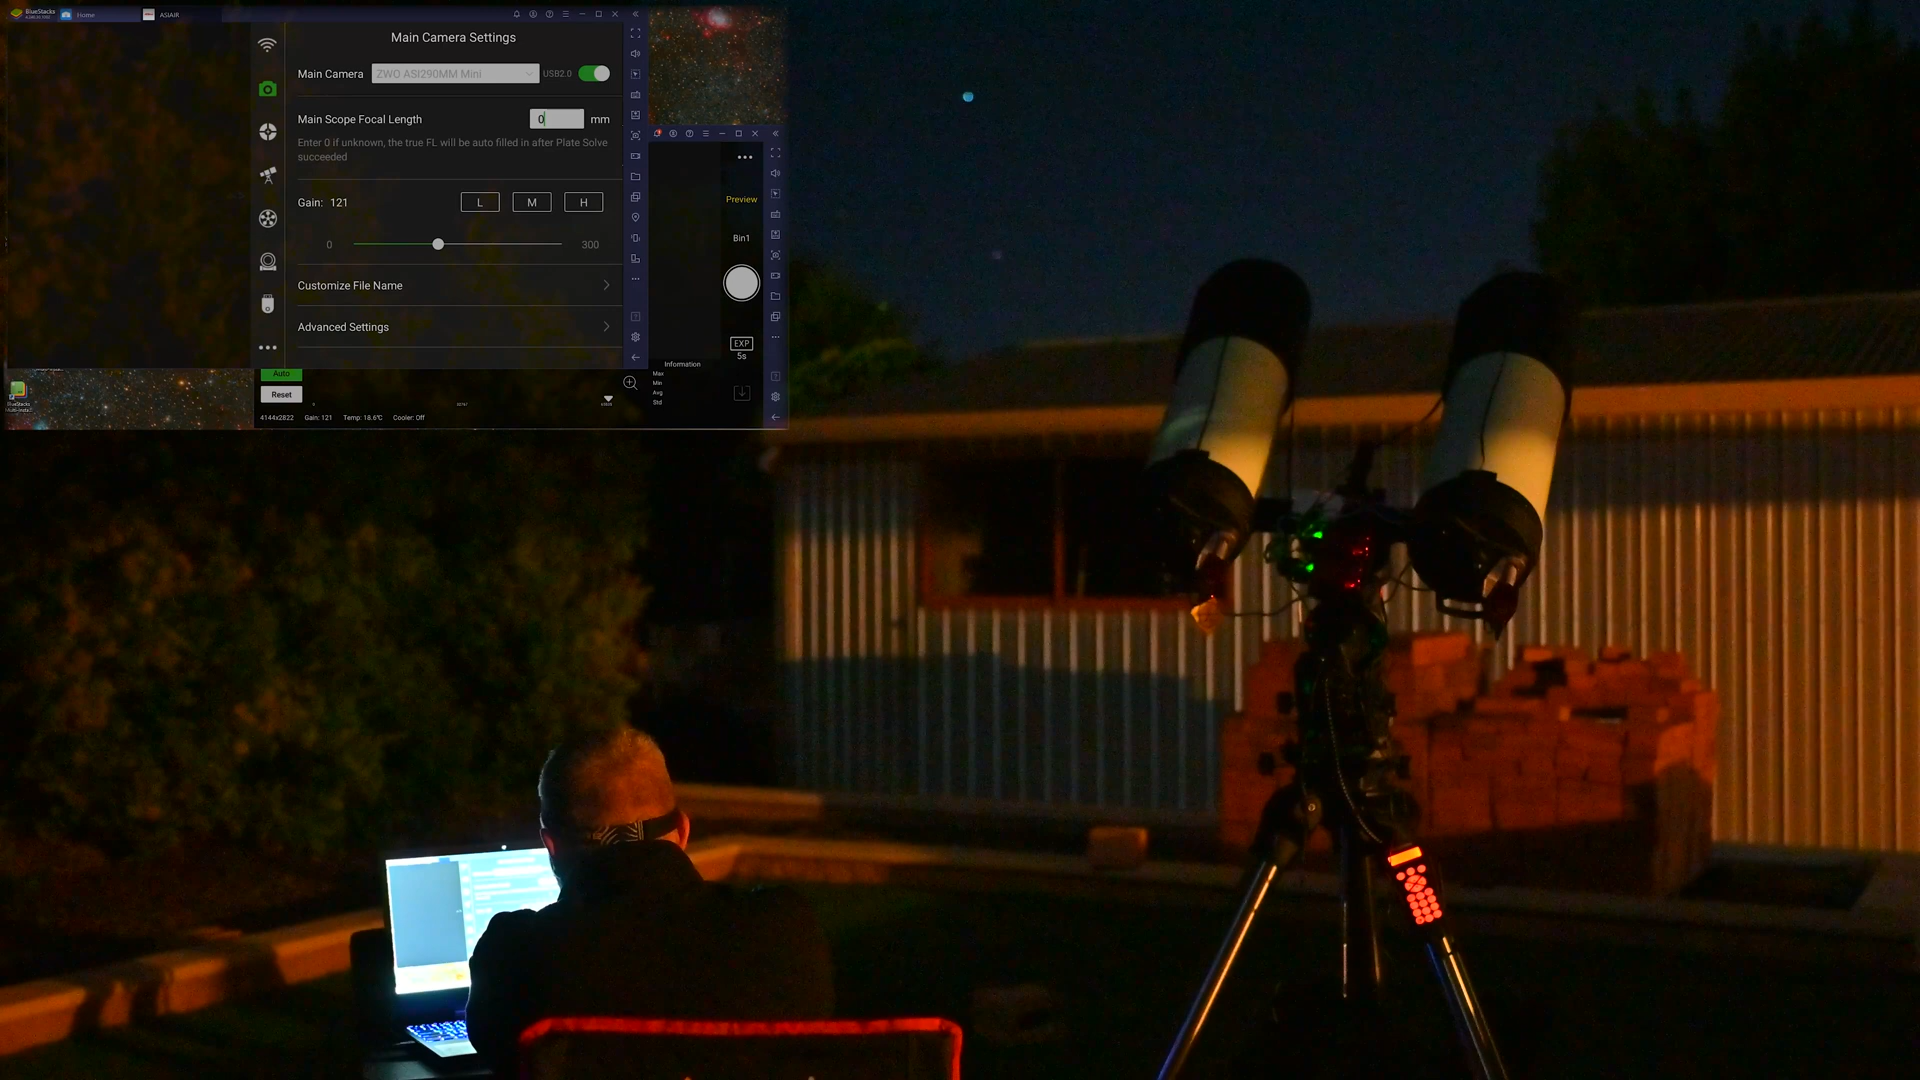 BlueStacks
Home
ASIAIR
Main Camera Settings
Main Camera
ZWO ASI290MM Mini
USB2.0
Main Scope Focal Length
0
mm
Enter 0 if unknown, the true FL will be auto filled in after Plate Solve
succeeded
Gain: 121
L
M
H
0
300
Customize File Name
Advanced Settings
Preview
Bin1
EXP
5s
Information
Max
Min
Avg
Std
Auto
Reset
4144x2822
Gain: 121
Temp: 18.6℃
Cooler: Off